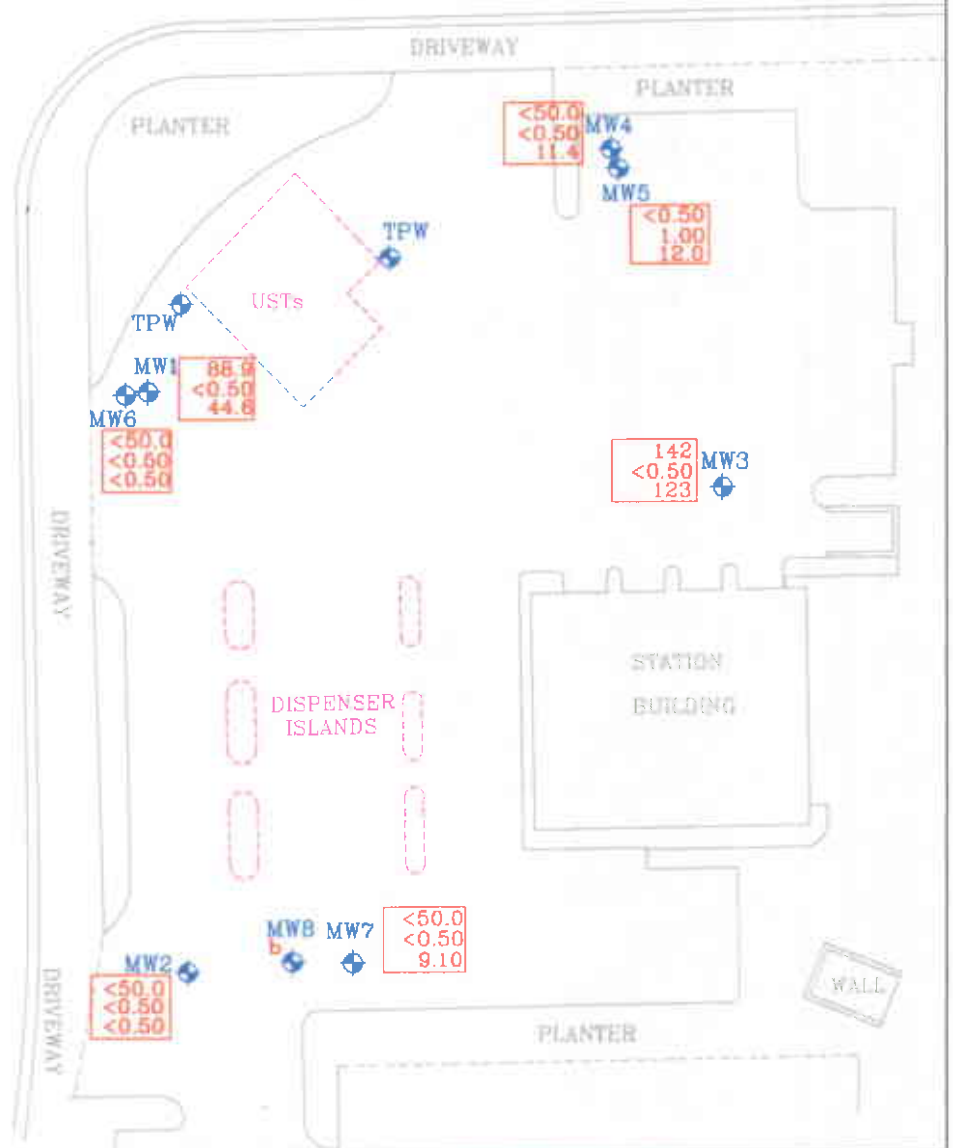 DRIVEWAY
PLANTER
PLANTER
<50.0
<0.50
11.4
MW4
MW5
<0.50
1.00
12.0
TPW
USTs
TPW
MW1
88.9
<0.50
44.6
MW6
<50.0
<0.50
<0.50
142
<0.50
123
MW3
DRIVEWAY
STATION
BUILDING
DISPENSER
ISLANDS
MW8
b
MW7
<50.0
<0.50
9.10
MW2
<50.0
<0.50
<0.50
DRIVEWAY
WALL
PLANTER